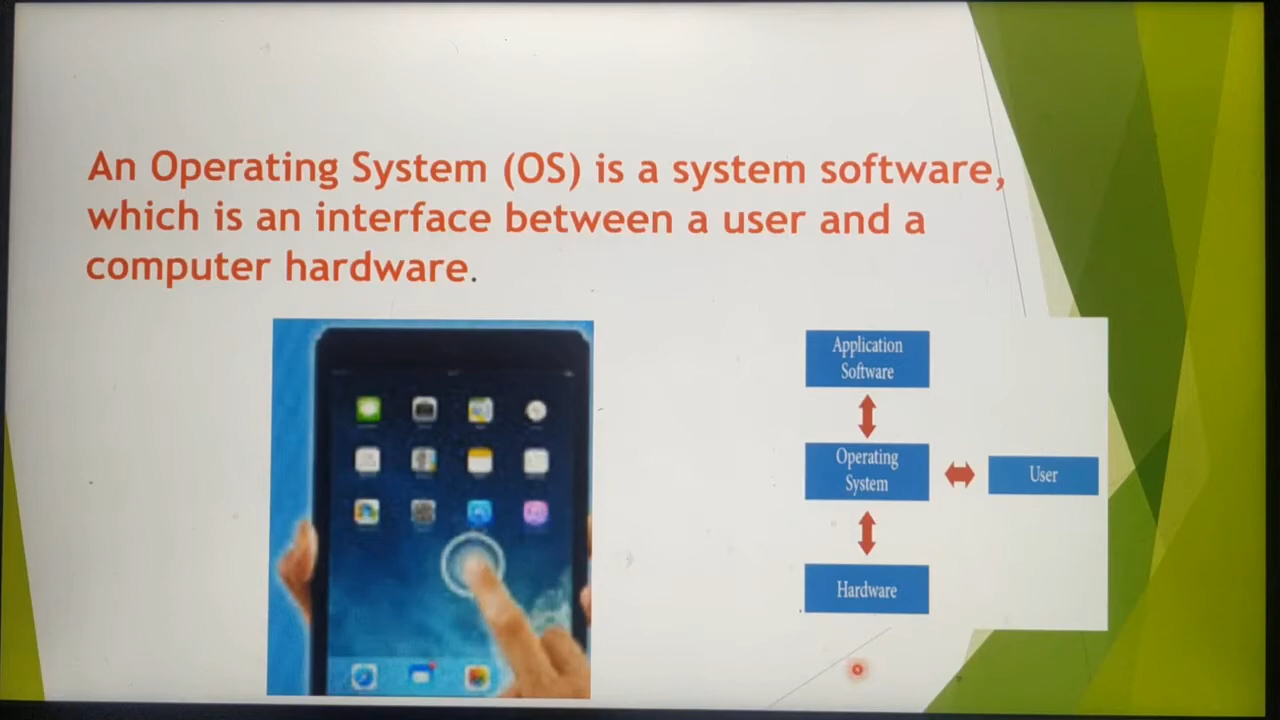 An Operating System (OS) is a system software,
which is an interface between a user and a
computer hardware.
Application
Software
Operating
System
User
Hardware